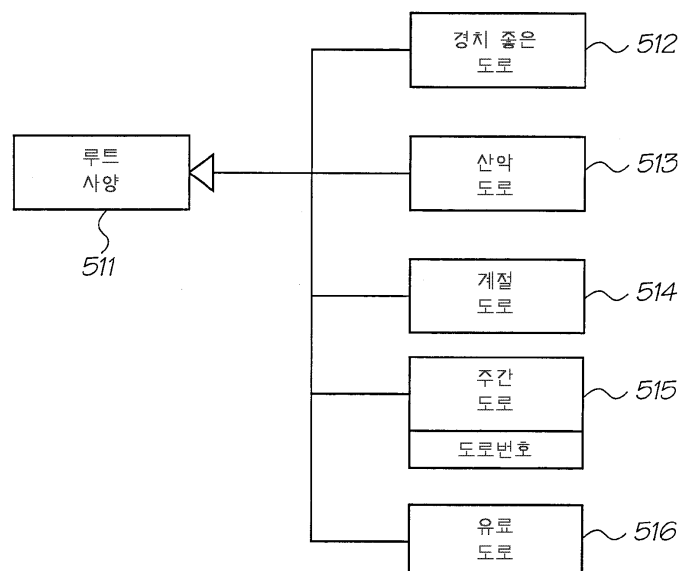 경치 좋은
도로
512
루트
사양
511
산악
도로
513
계절
도로
514
주간
도로
515
도로번호
유료
도로
516